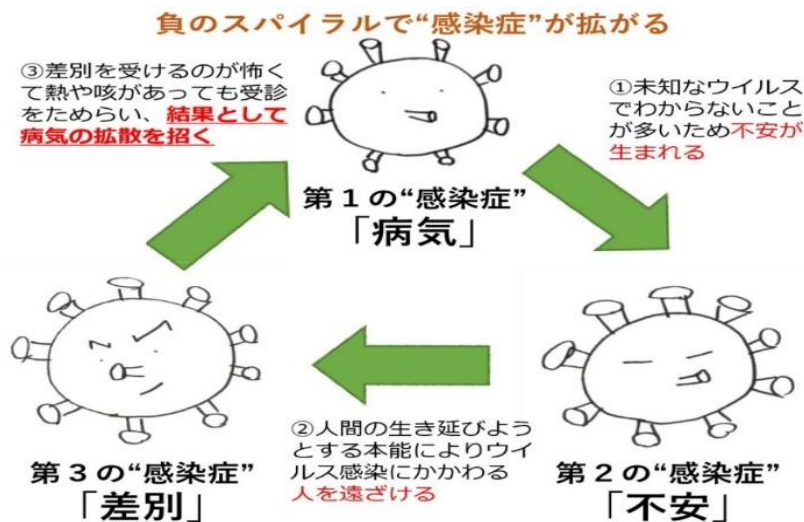 負のスパイラルで“感染症”が拡がる
③差別を受けるのが怖く
て熱や咳があっても受診
をためらい、結果として
病気の拡散を招く
①未知なウイルス
でわからないこと
が多いため不安が
生まれる
第１の“感染症”
「病気」
②人間の生き延びよう
とする本能によりウイ
ルス感染にかかわる
人を遠ざける
第３の“感染症”
「差別」
第２の“感染症”
「不安」